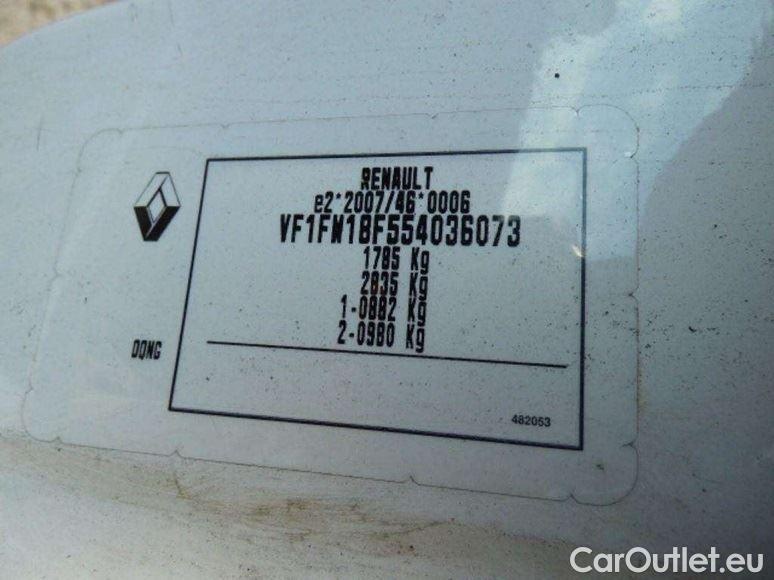 RENAULT
e2*2007/46*0006
VF1FW18F554036073
1785 Kg
2835 Kg
1-0882 Kg
2-0980 Kg
DQNG
482053
CarOutlet.eu